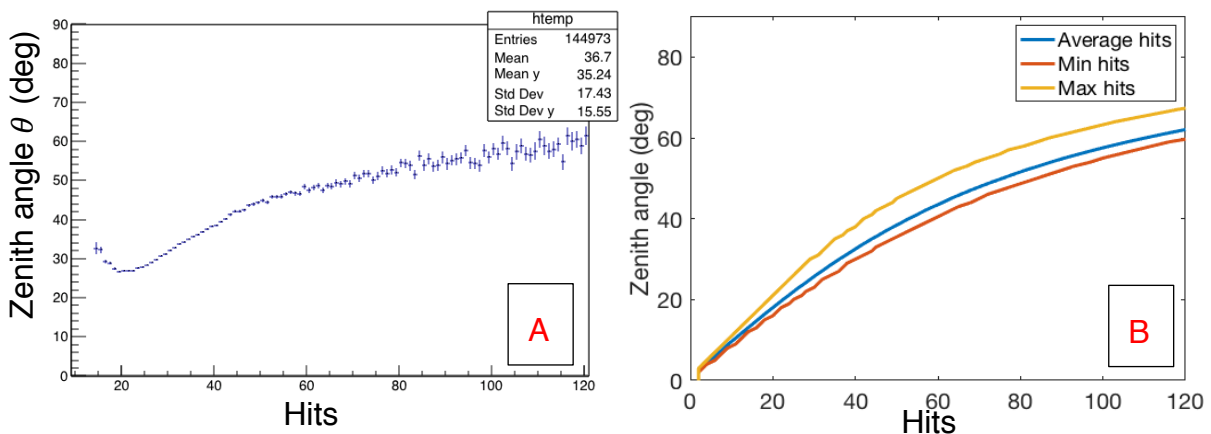 htemp
Entries 144973
Mean 36.7
Mean y 35.24
Std Dev 17.43
Std Dev y 15.55
Zenith angle θ (deg)
90
80
70
60
50
40
30
20
10
0
20 40 60 80 100 120
Hits
A
Average hits
Min hits
Max hits
Zenith angle (deg)
80
60
40
20
0
0 20 40 60 80 100 120
Hits
B